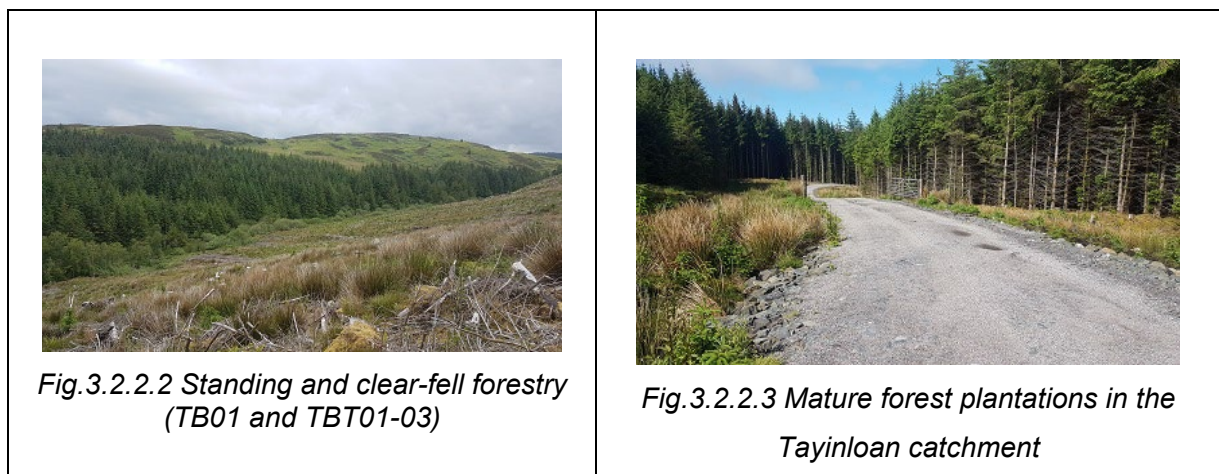 Fig.3.2.2.2 Standing and clear-fell forestry
(TB01 and TBT01-03)
Fig.3.2.2.3 Mature forest plantations in the
Tayinloan catchment